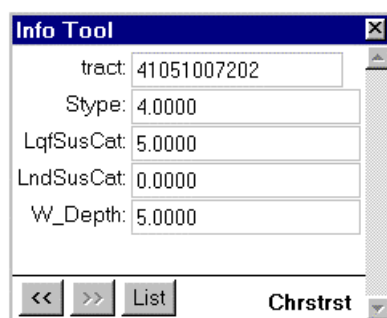 Info Tool
tract: 41051007202
Stype: 4.0000
LqfSusCat: 5.0000
LndSusCat: 0.0000
W_Depth: 5.0000
<< >> List Chrstrst